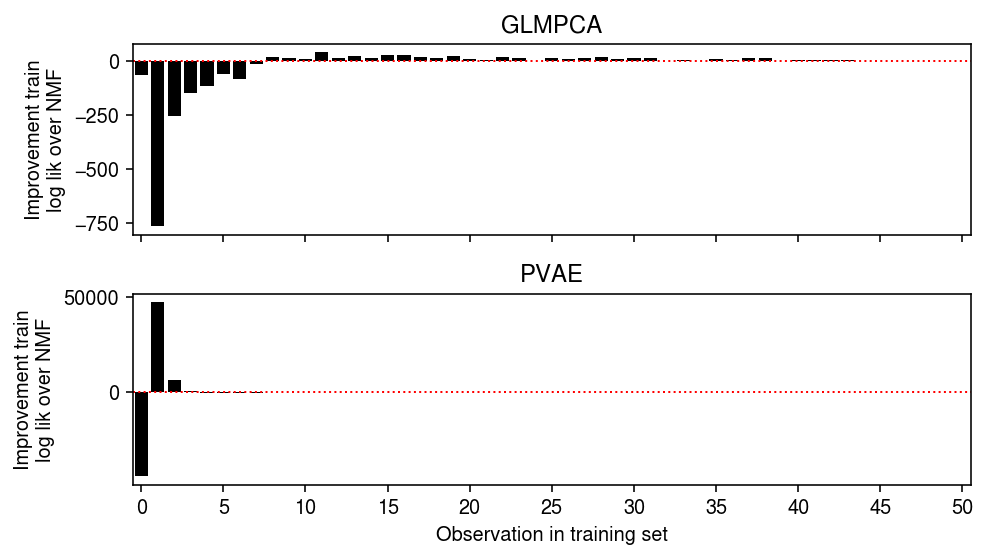 GLMPCA
Improvement train
log lik over NMF
0
−250
−500
−750
PVAE
Improvement train
log lik over NMF
50000
0
0 5 10 15 20 25 30 35 40 45 50
Observation in training set